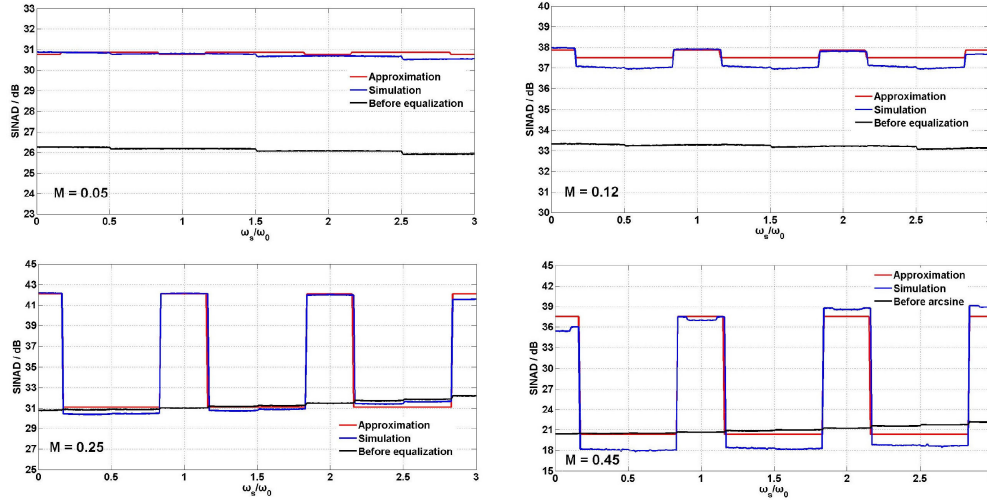 33
32
31
30
29
28
27
26
25
24
23
SINAD / dB
Approximation
Simulation
Before equalization
M = 0.05
0 0.5 1 1.5 2 2.5 3
ωs/ω0
40
39
38
37
36
35
34
33
32
31
30
SINAD / dB
Approximation
Simulation
Before equalization
M = 0.12
0 0.5 1 1.5 2 2.5 3
ωs/ω0
45
43
41
39
37
35
33
31
29
27
25
SINAD / dB
Approximation
Simulation
Before equalization
M = 0.25
0 0.5 1 1.5 2 2.5 3
ωs/ω0
45
42
39
36
33
30
27
24
21
18
15
SINAD / dB
Approximation
Simulation
Before arcsine
M = 0.45
0 0.5 1 1.5 2 2.5 3
ωs/ω0